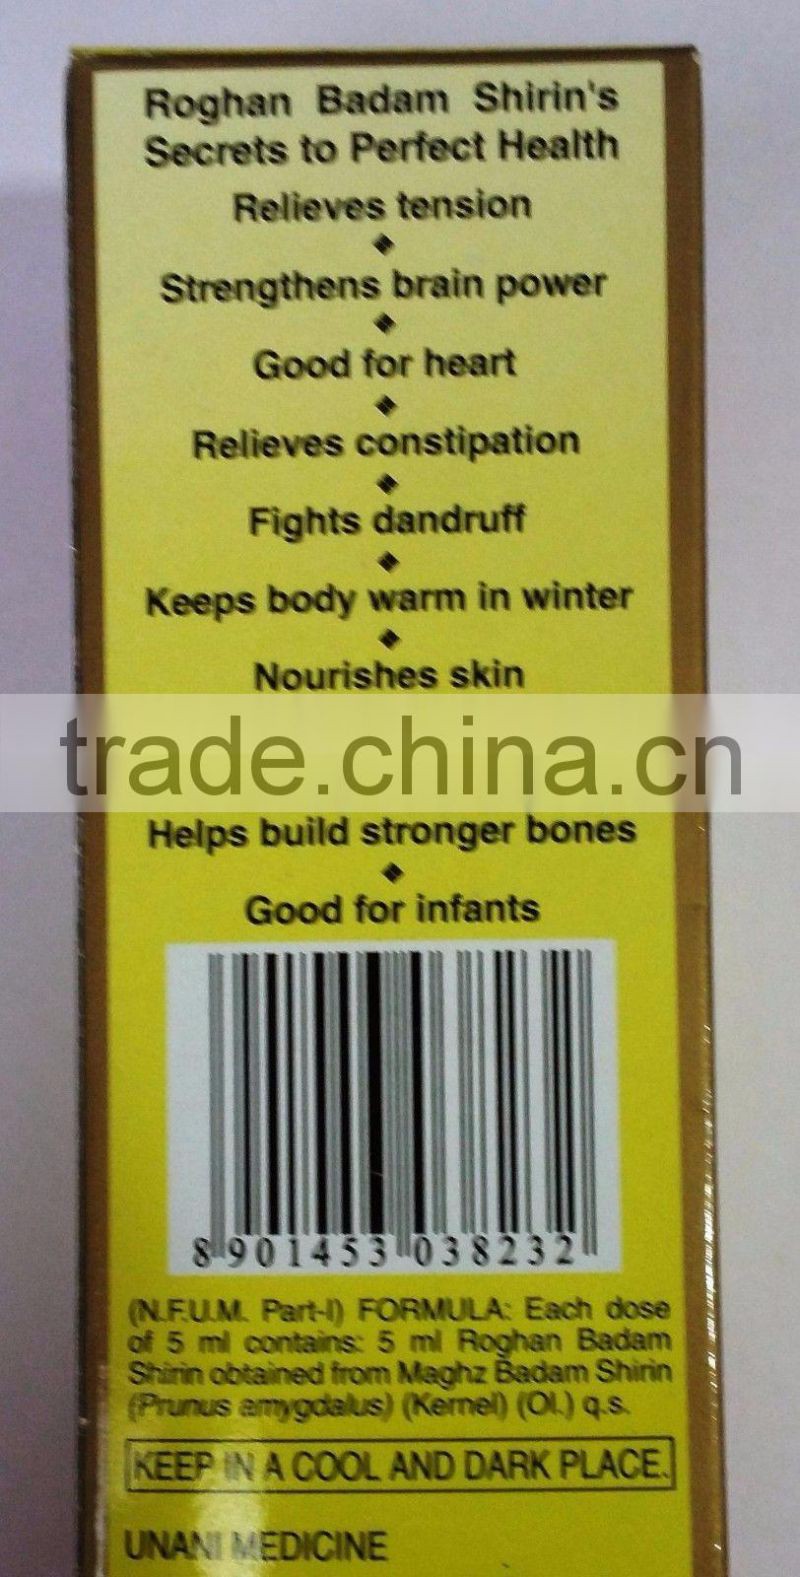 Roghan Badam Shirin's
Secrets to Perfect Health
Relieves tension
◆
Strengthens brain power
◆
Good for heart
◆
Relieves constipation
◆
Fights dandruff
◆
Keeps body warm in winter
◆
Nourishes skin
trade.china.cn
Helps build stronger bones
◆
Good for infants
8 901453 038232
(N.F.U.M. Part-I) FORMULA: Each dose
of 5 ml contains: 5 ml Roghan Badam
Shirin obtained from Maghz Badam Shirin
(Prunus amygdalus) (Kernel) (Ol.) q.s.
KEEP IN A COOL AND DARK PLACE.
UNANI MEDICINE